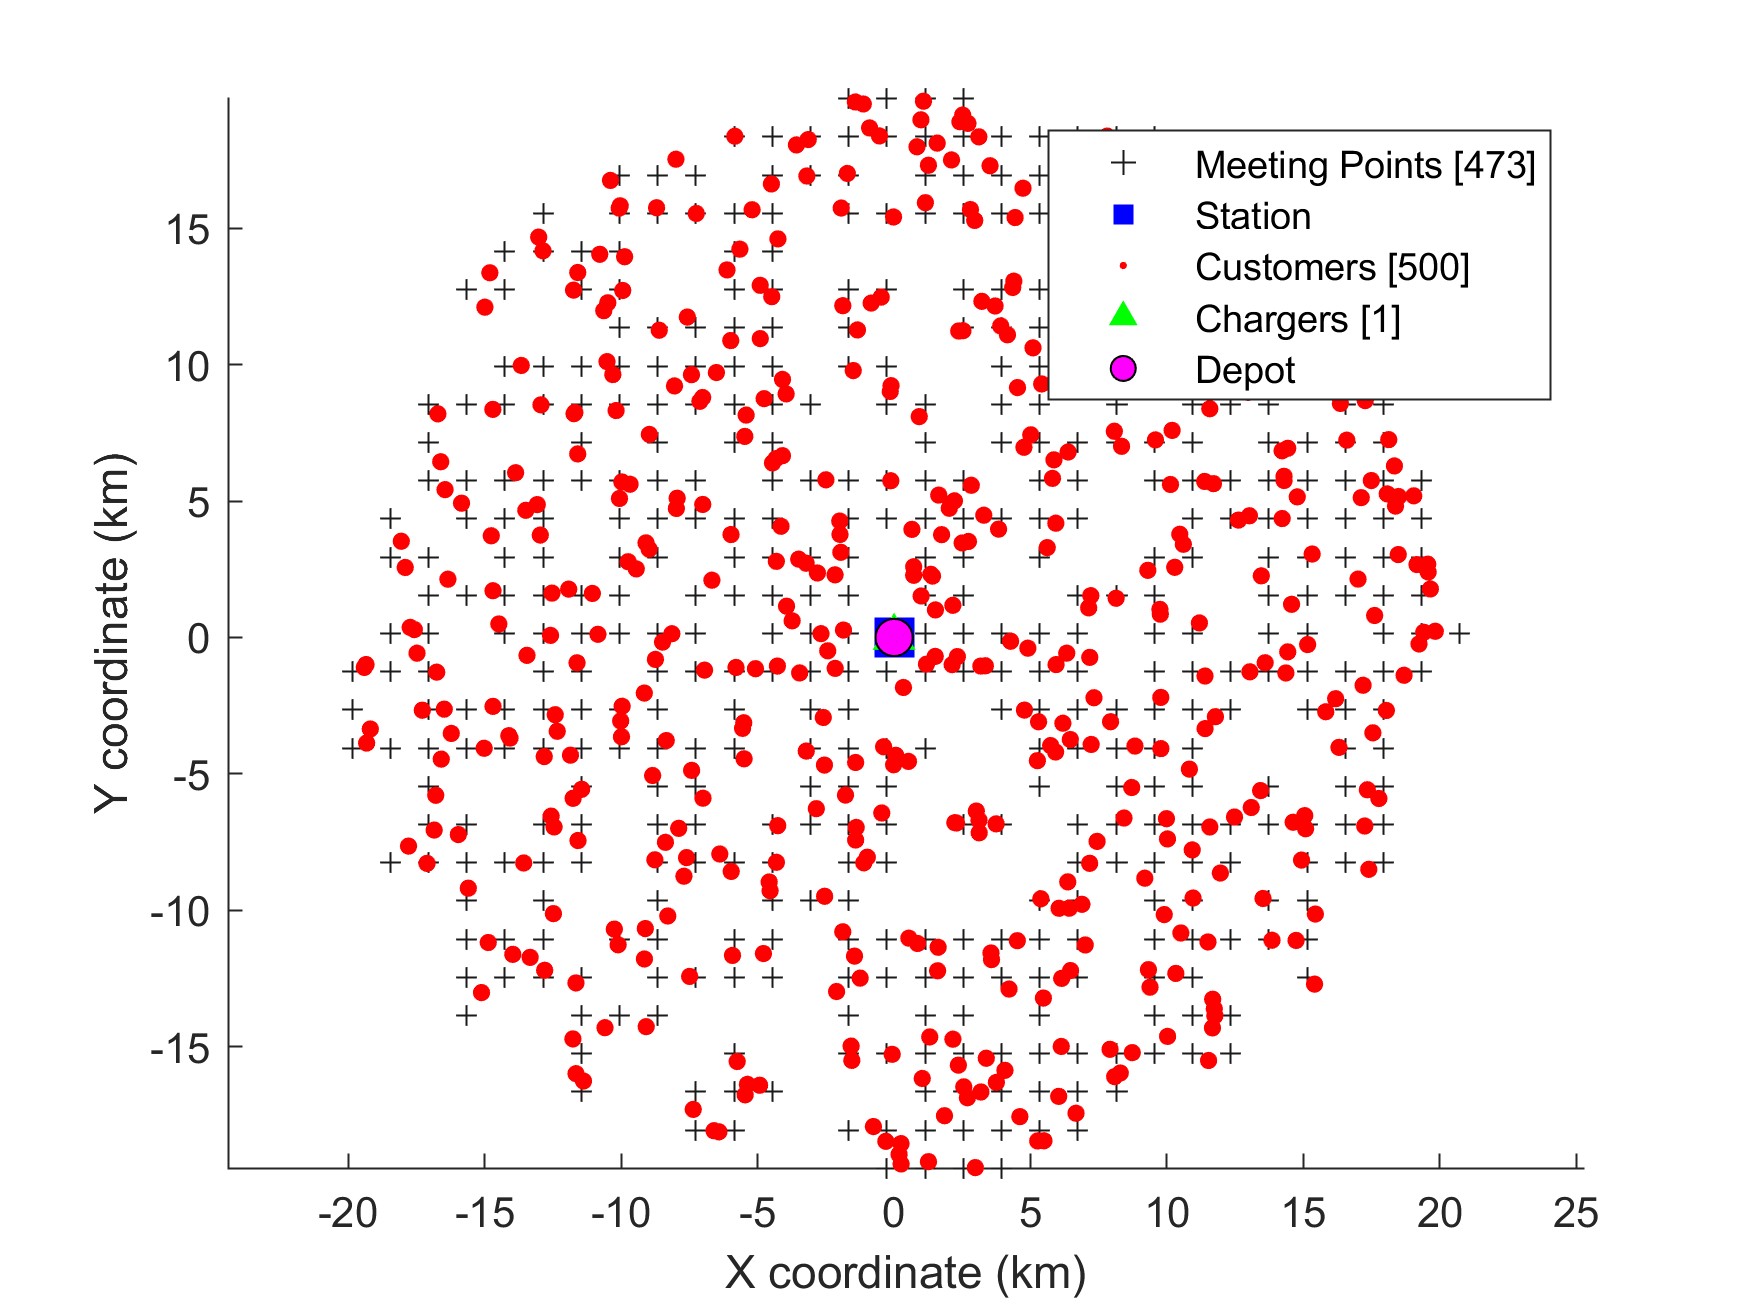 Meeting Points [473]
Station
Customers [500]
Chargers [1]
Depot
15
10
5
0
-5
-10
-15
Y coordinate (km)
-20 -15 -10 -5 0 5 10 15 20 25
X coordinate (km)